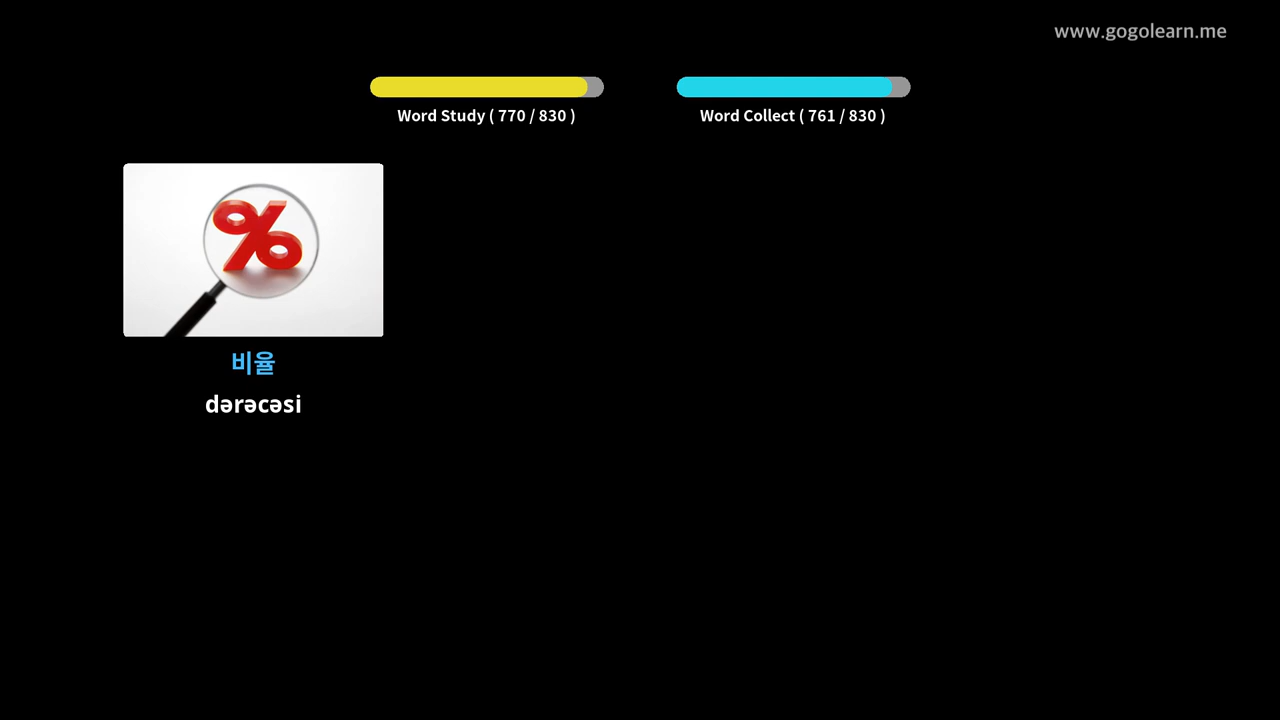 www.gogolearn.me
Word Study ( 770 / 830 )
Word Collect ( 761 / 830 )
%
비율
dərəcəsi